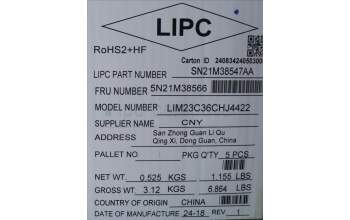 LIPC
RoHS2+HF
Carton ID 24083424050300
LIPC PART NUMBER SN21M38547AA
FRU NUMBER 5N21M38566
MODEL NUMBER LIM23C36CHJ4422
SUPPLIER NAME CNY
ADDRESS San Zhong Guan Li Qu
Qing Xi, Dong Guan, China
PALLET NO. PKG Q'TY 5 PCS
N.W. 0.525 KGS 1.155 LBS
GROSS WT 3.12 KGS 6.864 LBS
COUNTRY OF ORIGIN CHINA
DATE OF MANUFACTURE 24-18 REV. 1